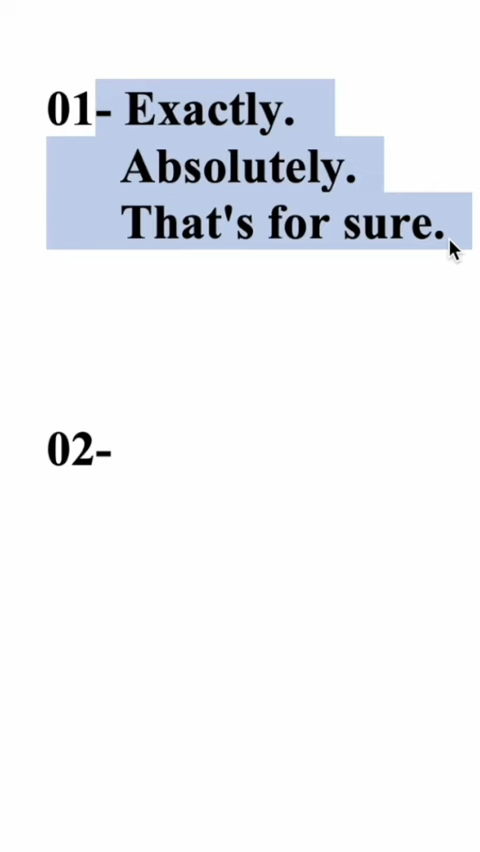 01- Exactly.
Absolutely.
That's for sure.
02-